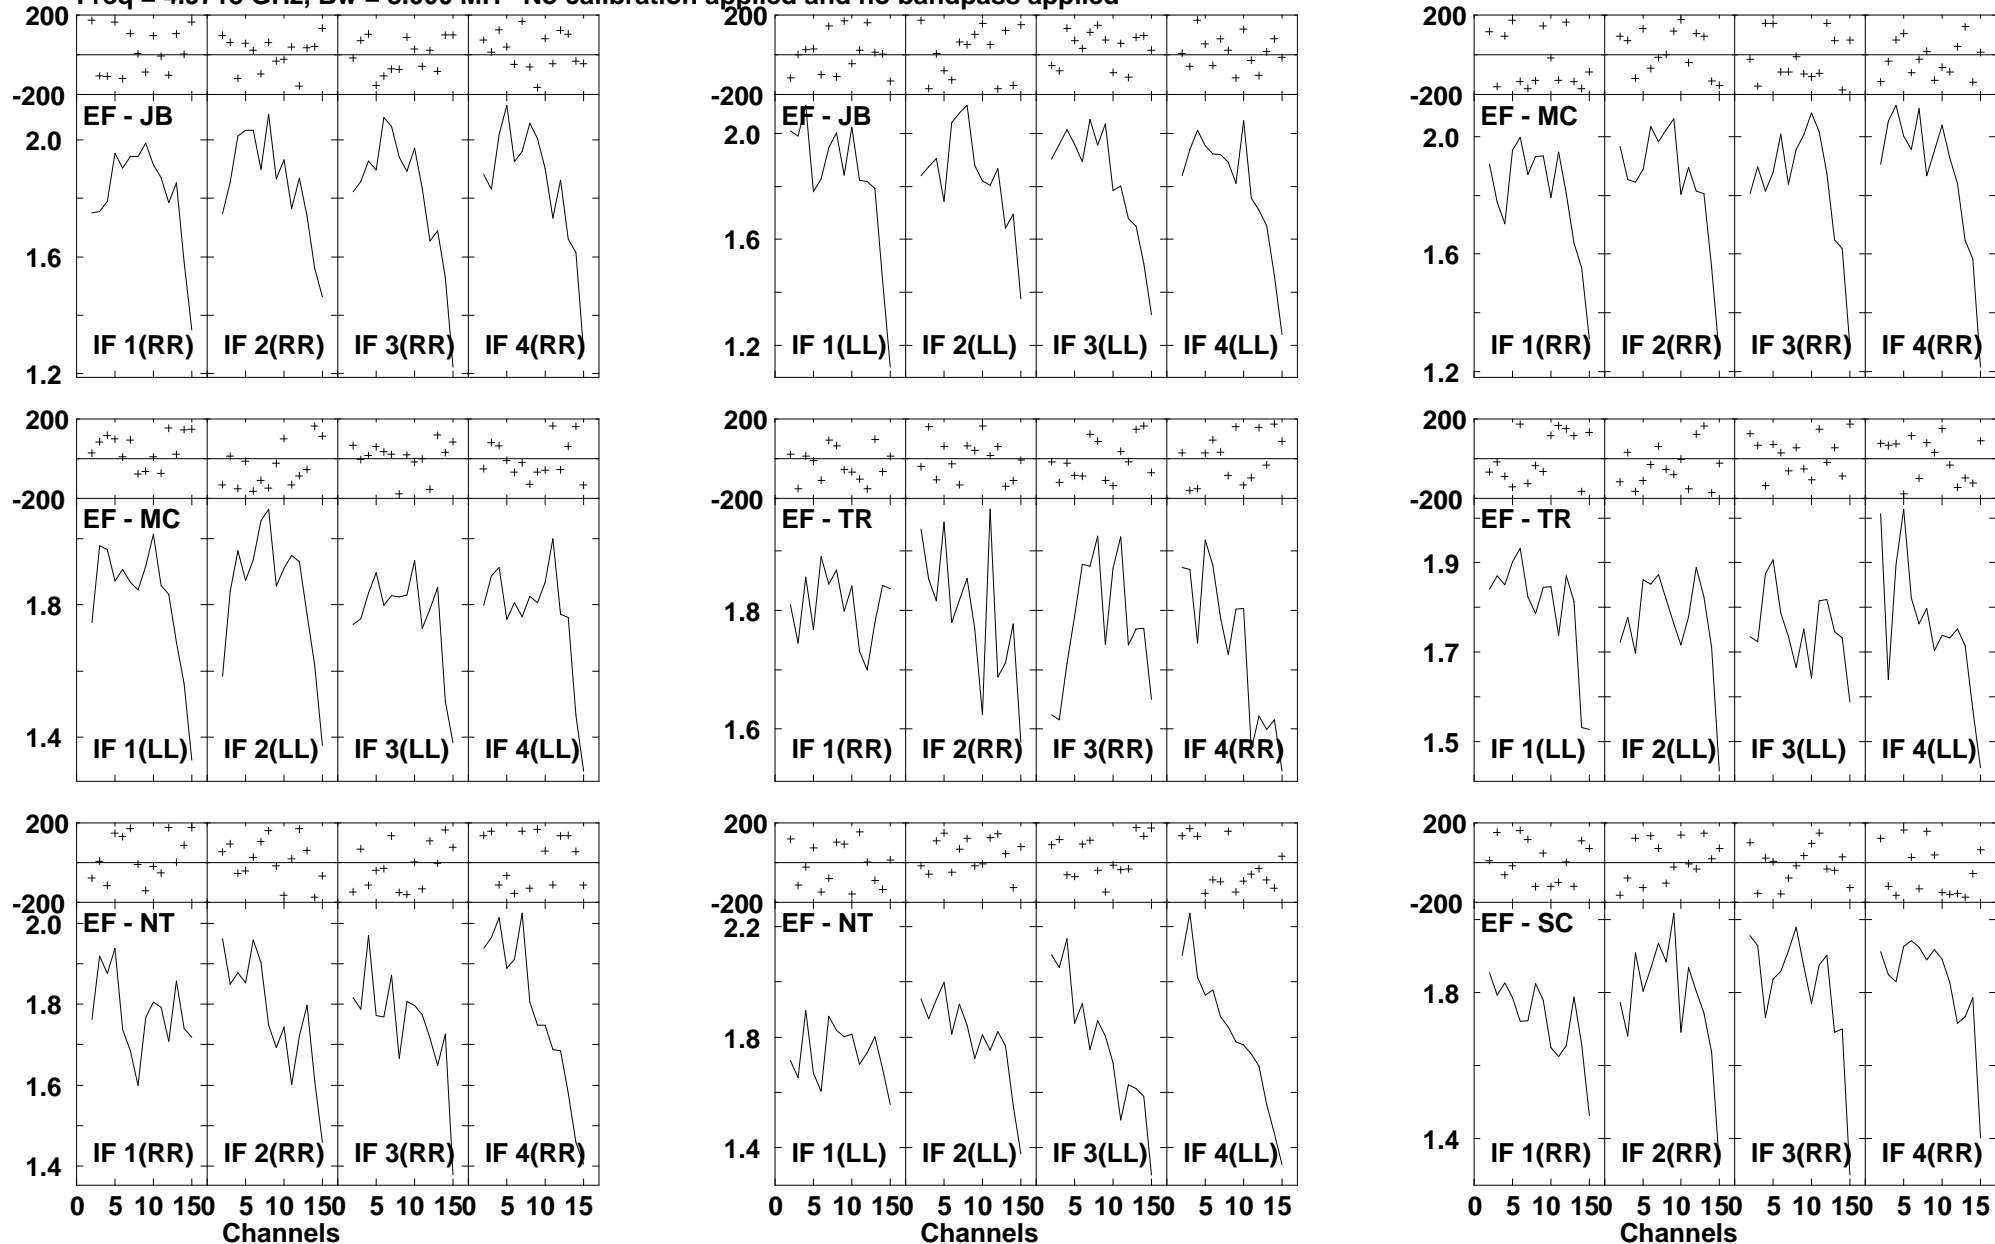 No calibration applied and no bandpass applied
200 200 200
-200 -200 -200
EF - JB EF - JB EF - MC
2.0 2.0 2.0
1.6 1.6 1.6
IF 1(RR) IF 2(RR) IF 3(RR) IF 4(RR) IF 1(LL) IF 2(LL) IF 3(LL) IF 4(LL) IF 1(RR) IF 2(RR) IF 3(RR) IF 4(RR)
1.2 1.2 1.2
200 200 200
-200 -200 -200
EF - MC EF - TR EF - TR
1.9
1.8 1.8
1.7
1.4 1.6 1.5
IF 1(LL) IF 2(LL) IF 3(LL) IF 4(LL) IF 1(RR) IF 2(RR) IF 3(RR) IF 4(RR) IF 1(LL) IF 2(LL) IF 3(LL) IF 4(LL)
200 200 200
-200 -200 -200
EF - NT EF - NT EF - SC
2.0 2.2
1.8 1.8 1.8
1.6
1.4 1.4 1.4
IF 1(RR) IF 2(RR) IF 3(RR) IF 4(RR) IF 1(LL) IF 2(LL) IF 3(LL) IF 4(LL) IF 1(RR) IF 2(RR) IF 3(RR) IF 4(RR)
0 5 10 150 5 10 150 5 10 150 5 10 15 0 5 10 150 5 10 150 5 10 150 5 10 15 0 5 10 150 5 10 150 5 10 150 5 10 15
Channels Channels Channels